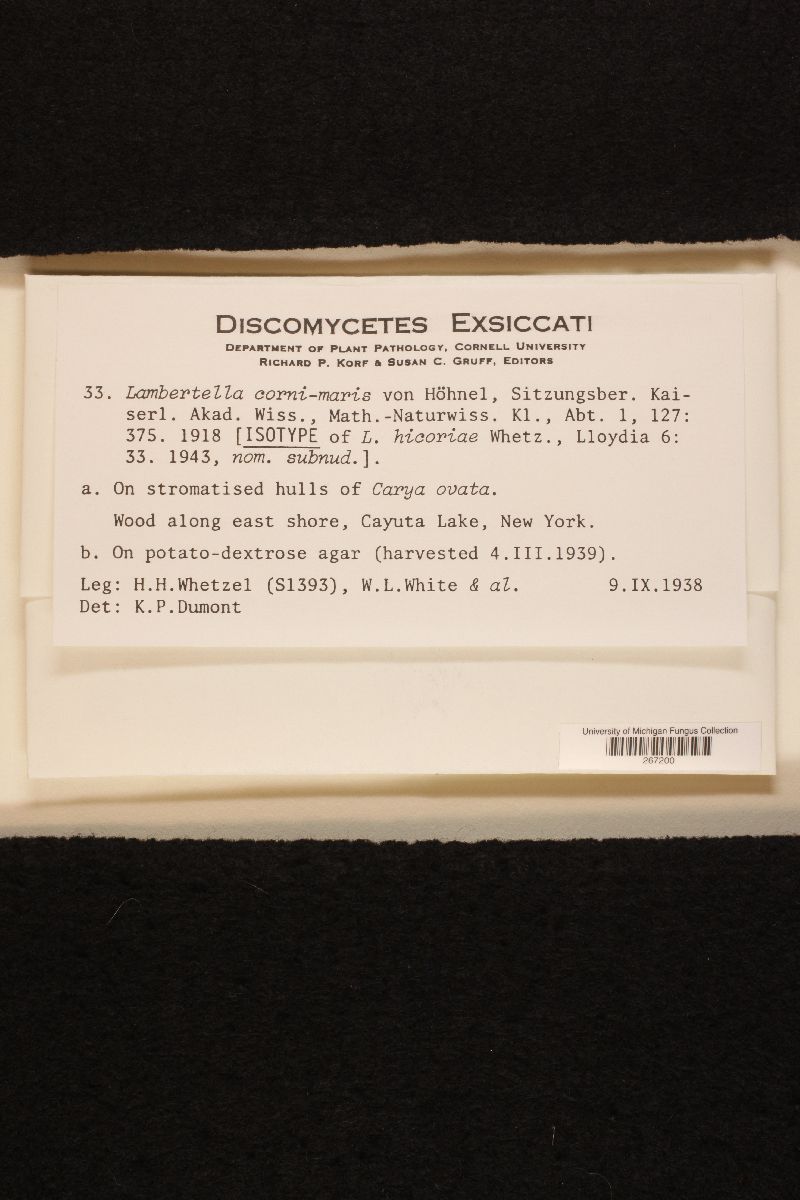 DISCOMYCETES EXSICCATI
DEPARTMENT OF PLANT PATHOLOGY, CORNELL UNIVERSITY
RICHARD P. KORF & SUSAN C. GRUFF, EDITORS
33. Lambertella corni-maris von Höhnel, Sitzungsber. Kai-
serl. Akad. Wiss., Math.-Naturwiss. Kl., Abt. 1, 127:
375. 1918 [ISOTYPE of L. hicoriae Whetz., Lloydia 6:
33. 1943, nom. subnud.].
a. On stromatised hulls of Carya ovata.
Wood along east shore, Cayuta Lake, New York.
b. On potato-dextrose agar (harvested 4.III.1939).
Leg: H.H.Whetzel (S1393), W.L.White & al. 9.IX.1938
Det: K.P.Dumont
University of Michigan Fungus Collection
267200